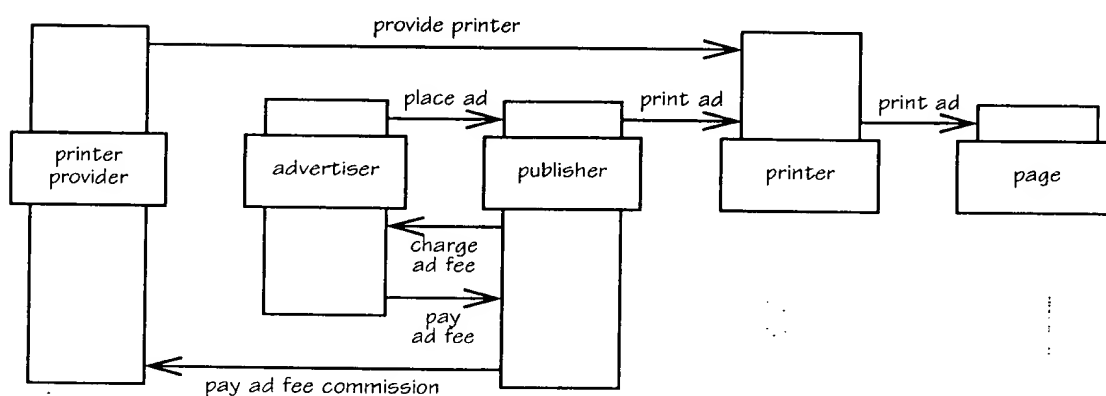 provide printer
place ad
print ad
print ad
printer
provider
advertiser
publisher
printer
page
charge
ad fee
pay
ad fee
pay ad fee commission